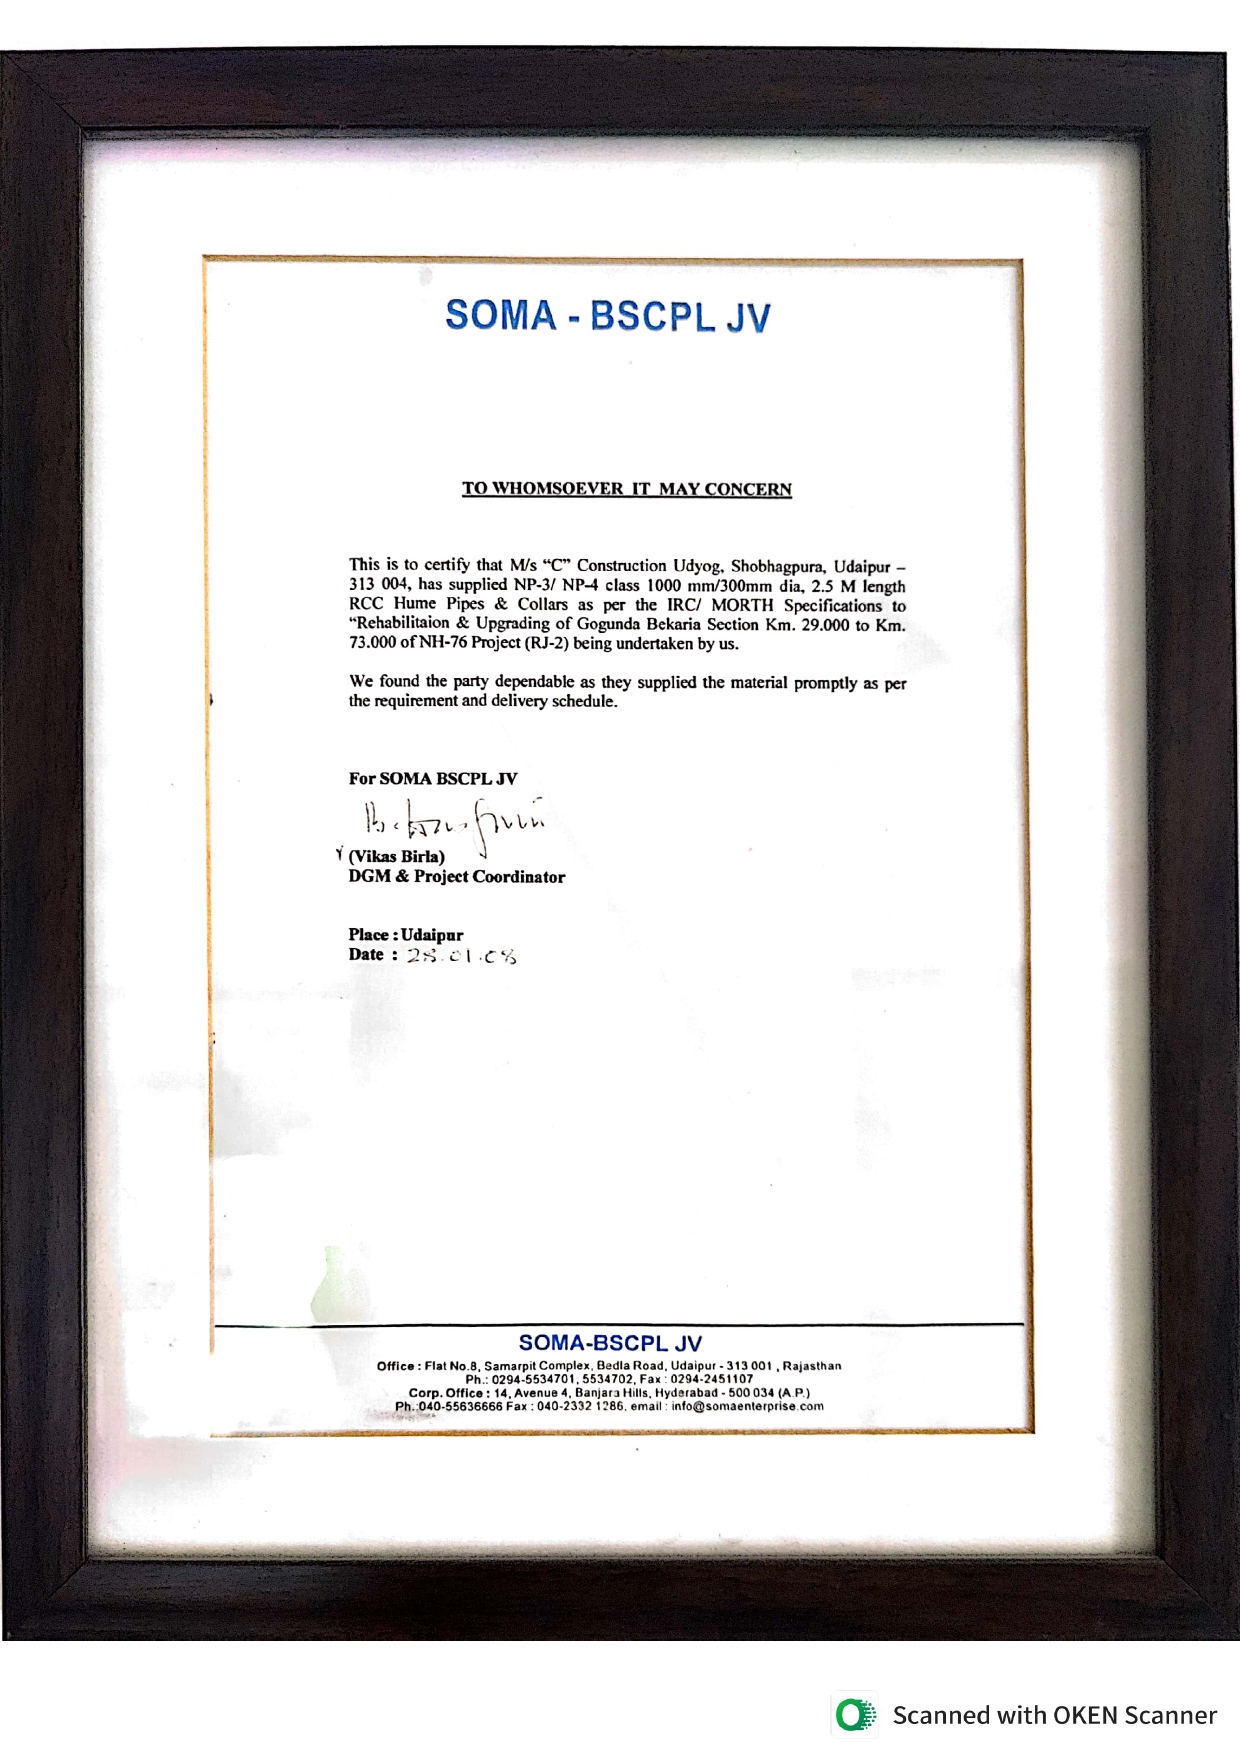 SOMA - BSCPL JV
TO WHOMSOEVER IT MAY CONCERN
This is to certify that M/s “C” Construction Udyog, Shobhagpura, Udaipur –
313 004, has supplied NP-3/ NP-4 class 1000 mm/300mm dia, 2.5 M length
RCC Hume Pipes & Collars as per the IRC/ MORTH Specifications to
“Rehabilitaion & Upgrading of Gogunda Bekaria Section Km. 29.000 to Km.
73.000 of NH-76 Project (RJ-2) being undertaken by us.
We found the party dependable as they supplied the material promptly as per
the requirement and delivery schedule.
For SOMA BSCPL JV
(Vikas Birla)
DGM & Project Coordinator
Place : Udaipur
Date : 28.01.08
SOMA-BSCPL JV
Office : Flat No.8, Samarpit Complex, Bedla Road, Udaipur - 313 001 , Rajasthan
Ph.: 0294-5534701, 5534702, Fax : 0294-2451107
Corp. Office : 14, Avenue 4, Banjara Hills, Hyderabad - 500 034 (A.P.)
Ph.:040-55636666 Fax : 040-2332 1286, email : info@somaenterprise.com
Scanned with OKEN Scanner